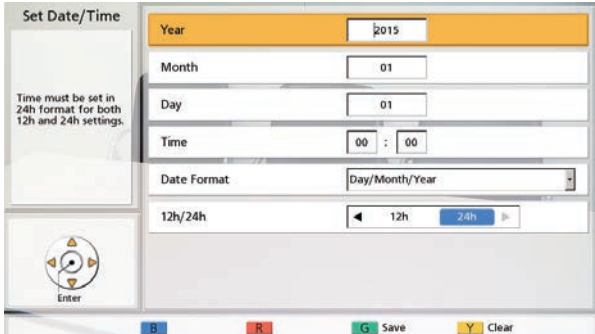 Set Date/Time
Time must be set in
24h format for both
12h and 24h settings.
Year 2015
Month 01
Day 01
Time 00 : 00
Date Format Day/Month/Year
12h/24h 12h 24h
Enter
B R G Save Y Clear